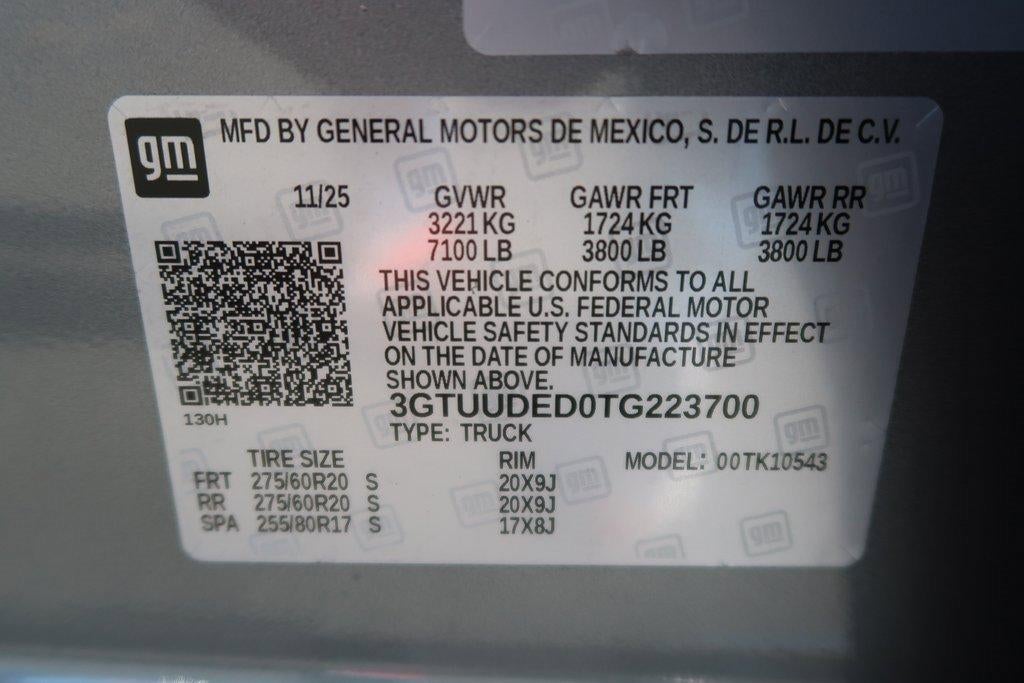 gm MFD BY GENERAL MOTORS DE MEXICO, S. DE R.L. DE C.V.
11/25 GVWR GAWR FRT GAWR RR
3221 KG 1724 KG 1724 KG
7100 LB 3800 LB 3800 LB
THIS VEHICLE CONFORMS TO ALL
APPLICABLE U.S. FEDERAL MOTOR
VEHICLE SAFETY STANDARDS IN EFFECT
ON THE DATE OF MANUFACTURE
SHOWN ABOVE.
3GTUUDED0TG223700
130H
TYPE: TRUCK
TIRE SIZE RIM MODEL: 00TK10543
FRT 275/60R20 S 20X9J
RR 275/60R20 S 20X9J
SPA 255/80R17 S 17X8J